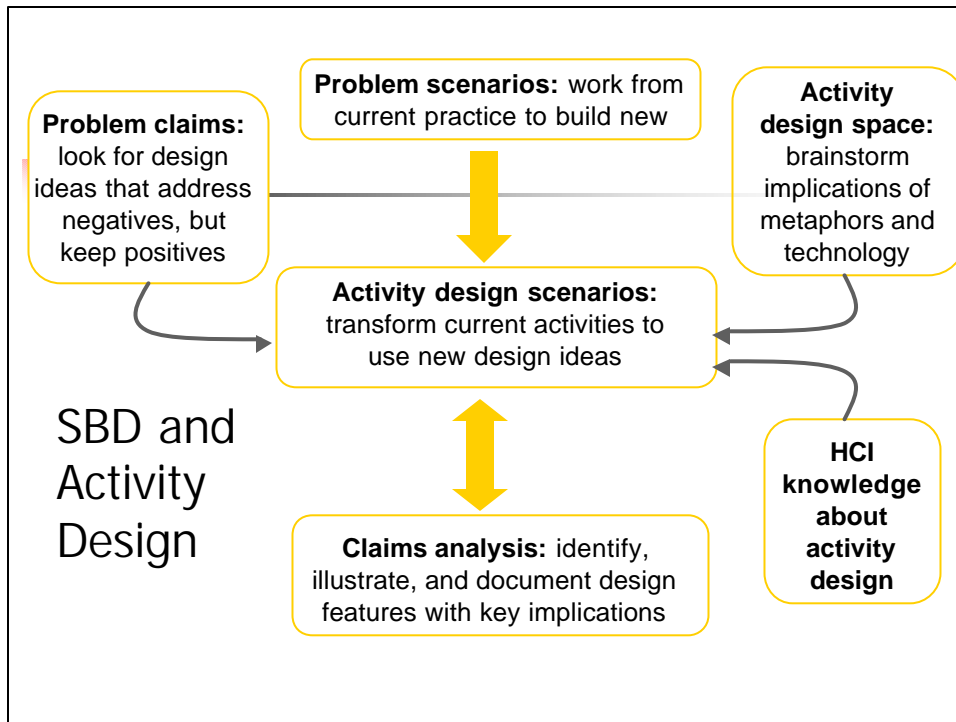 Problem scenarios: work from
current practice to build new
Problem claims:
look for design
ideas that address
negatives, but
keep positives
Activity
design space:
brainstorm
implications of
metaphors and
technology
Activity design scenarios:
transform current activities to
use new design ideas
SBD and
Activity
Design
HCI
knowledge
about
activity
design
Claims analysis: identify,
illustrate, and document design
features with key implications